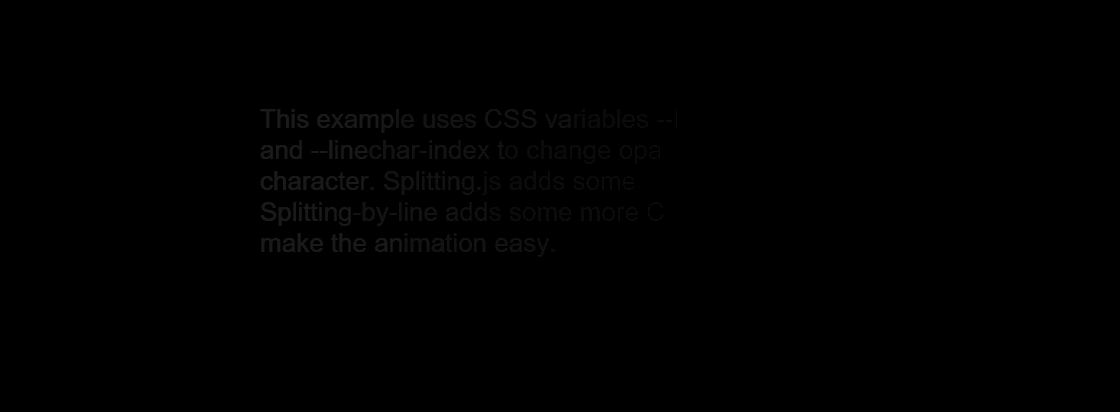 This example uses CSS variables --l
and --linechar-index to change opa
character. Splitting.js adds some
Splitting-by-line adds some more C
make the animation easy.